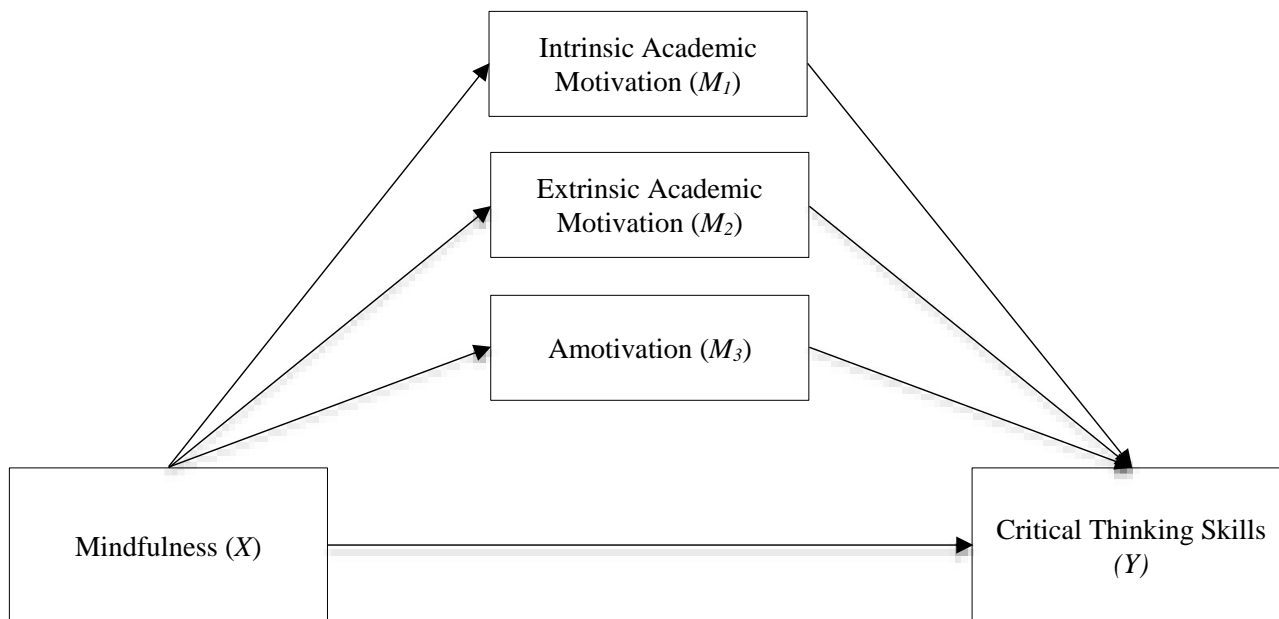 Intrinsic Academic
Motivation (M₁)
Extrinsic Academic
Motivation (M₂)
Amotivation (M₃)
Mindfulness (X)
Critical Thinking Skills
(Y)